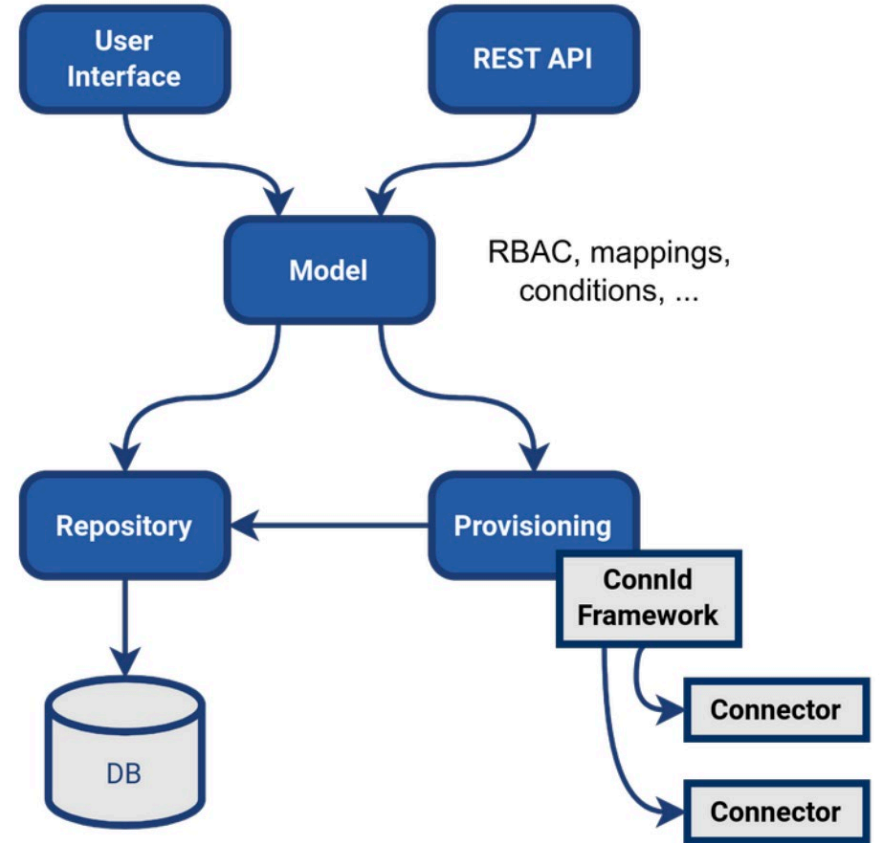 User
Interface
REST API
Model
RBAC, mappings,
conditions, ...
Repository
Provisioning
ConnId
Framework
Connector
DB
Connector